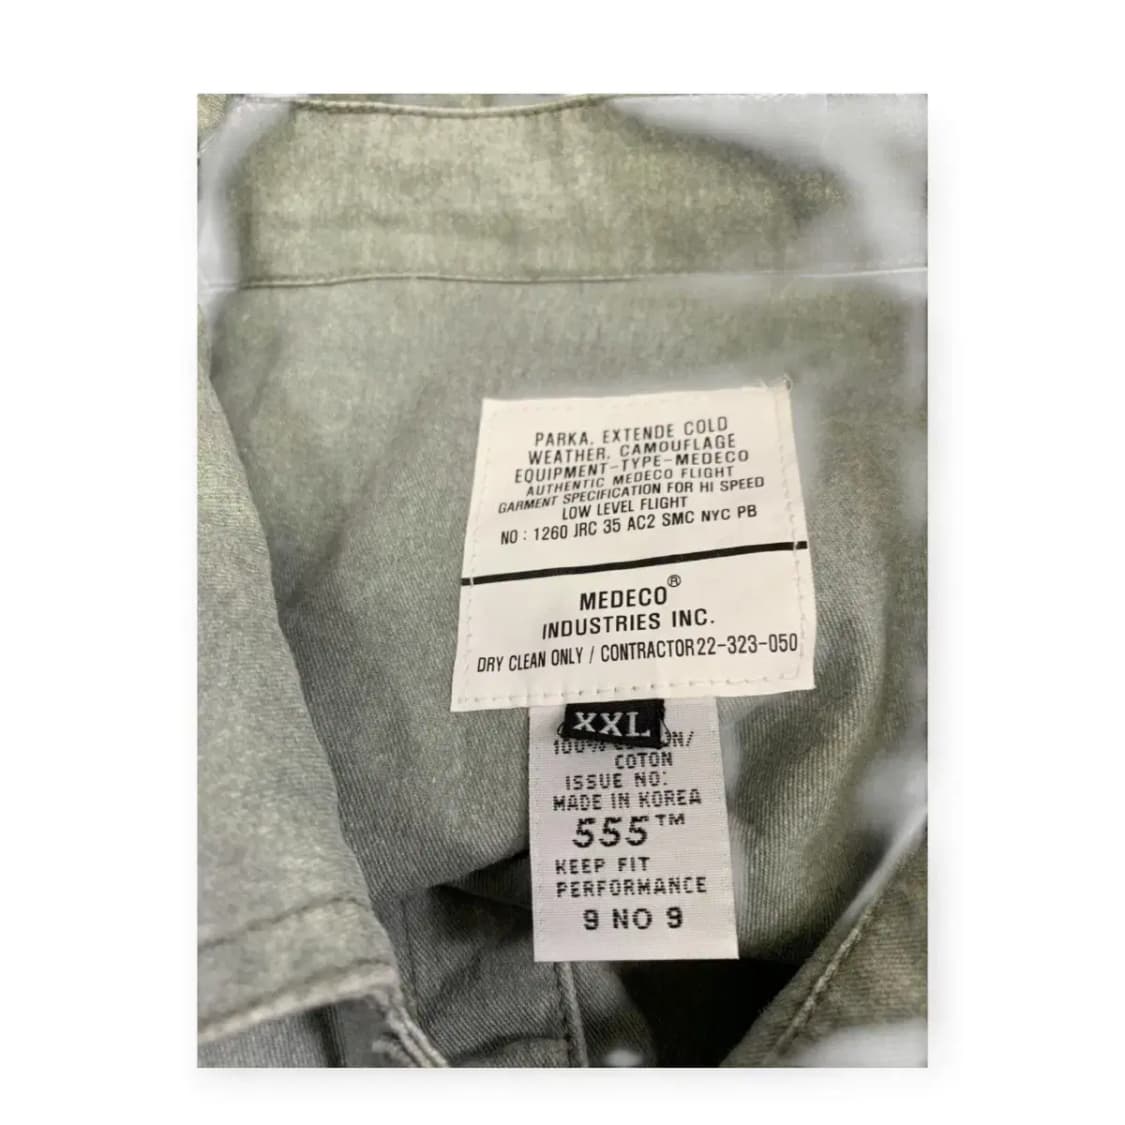 PARKA, EXTENDE COLD
WEATHER, CAMOUFLAGE
EQUIPMENT-TYPE-MEDECO
AUTHENTIC MEDECO FLIGHT
GARMENT SPECIFICATION FOR HI SPEED
LOW LEVEL FLIGHT
NO : 1260 JRC 35 AC2 SMC NYC PB
MEDECO®
INDUSTRIES INC.
DRY CLEAN ONLY / CONTRACTOR 22-323-050
XXL
100%
COTON
ISSUE NO:
MADE IN KOREA
555™
KEEP FIT
PERFORMANCE
9 NO 9